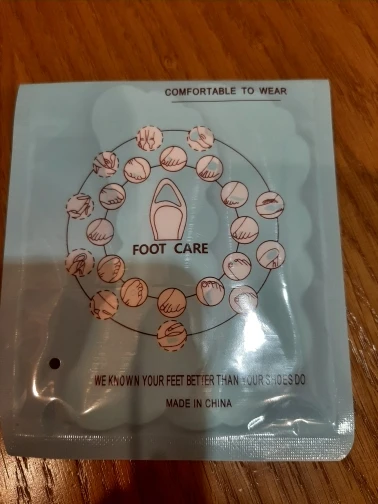 COMFORTABLE TO WEAR
FOOT CARE
WE KNOWN YOUR FEET BETTER THAN YOUR SHOES DO
MADE IN CHINA